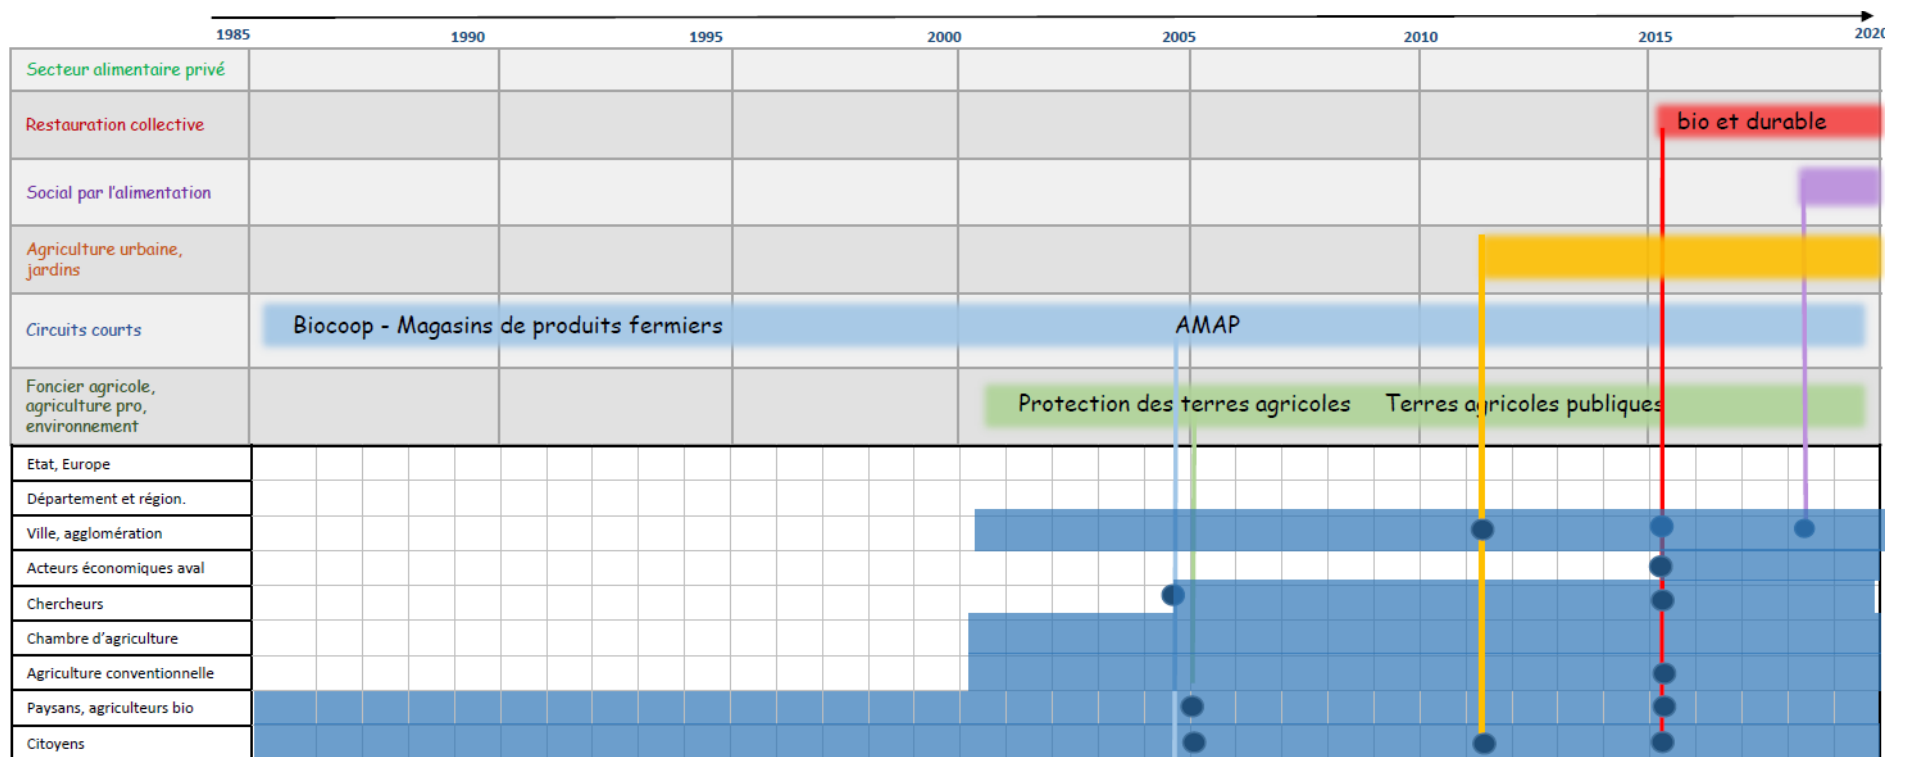 1985 1990 1995 2000 2005 2010 2015 2020
Secteur alimentaire privé
Restauration collective
bio et durable
Social par l'alimentation
Agriculture urbaine,
jardins
Circuits courts
Biocoop - Magasins de produits fermiers
AMAP
Foncier agricole,
agriculture pro,
environnement
Protection des terres agricoles
Terres agricoles publiques
Etat, Europe
Département et région.
Ville, agglomération
Acteurs économiques aval
Chercheurs
Chambre d'agriculture
Agriculture conventionnelle
Paysans, agriculteurs bio
Citoyens